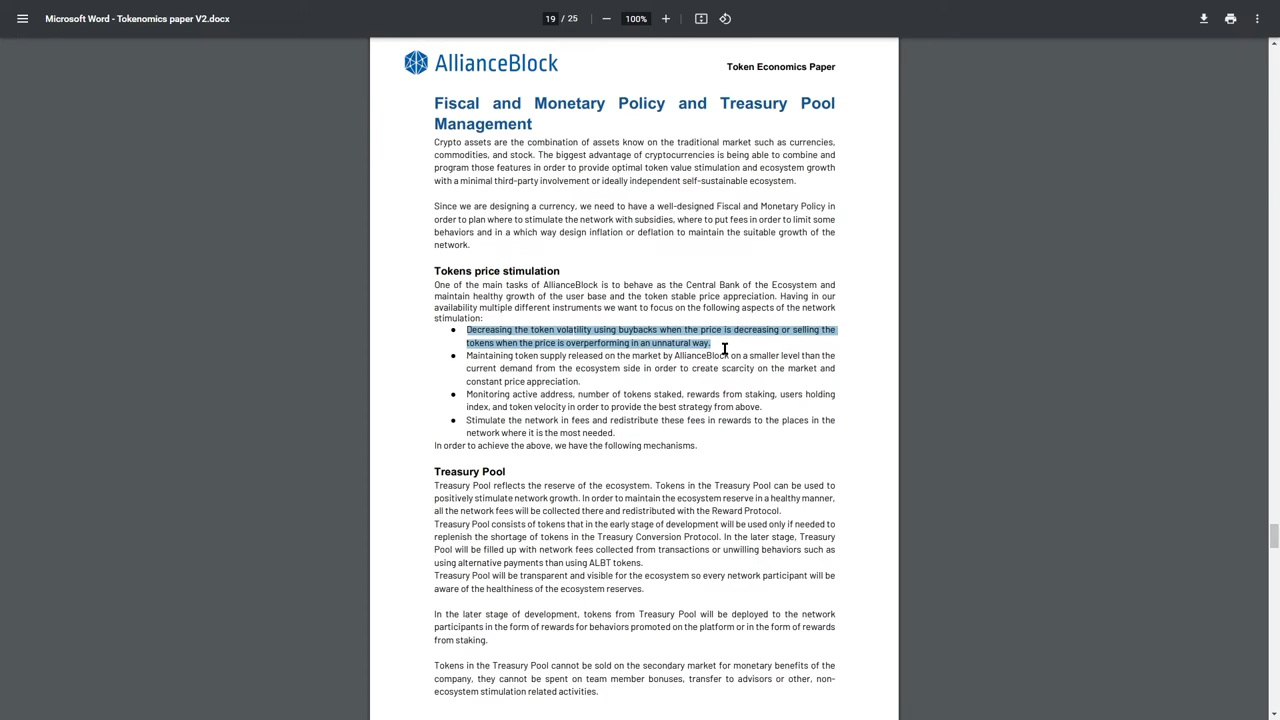 Microsoft Word - Tokenomics paper V2.docx
19 / 25
100%
AllianceBlock
Token Economics Paper
Fiscal and Monetary Policy and Treasury Pool
Management
Crypto assets are the combination of assets know on the traditional market such as currencies,
commodities, and stock. The biggest advantage of cryptocurrencies is being able to combine and
program those features in order to provide optimal token value stimulation and ecosystem growth
with a minimal third-party involvement or ideally independent self-sustainable ecosystem.
Since we are designing a currency, we need to have a well-designed Fiscal and Monetary Policy in
order to plan where to stimulate the network with subsidies, where to put fees in order to limit some
behaviors and in a which way design inflation or deflation to maintain the suitable growth of the
network.
Tokens price stimulation
One of the main tasks of AllianceBlock is to behave as the Central Bank of the Ecosystem and
maintain healthy growth of the user base and the token stable price appreciation. Having in our
availability multiple different instruments we want to focus on the following aspects of the network
stimulation:
● Decreasing the token volatility using buybacks when the price is decreasing or selling the
tokens when the price is overperforming in an unnatural way.
● Maintaining token supply released on the market by AllianceBlock on a smaller level than the
current demand from the ecosystem side in order to create scarcity on the market and
constant price appreciation.
● Monitoring active address, number of tokens staked, rewards from staking, users holding
index, and token velocity in order to provide the best strategy from above.
● Stimulate the network in fees and redistribute these fees in rewards to the places in the
network where it is the most needed.
In order to achieve the above, we have the following mechanisms.
Treasury Pool
Treasury Pool reflects the reserve of the ecosystem. Tokens in the Treasury Pool can be used to
positively stimulate network growth. In order to maintain the ecosystem reserve in a healthy manner,
all the network fees will be collected there and redistributed with the Reward Protocol.
Treasury Pool consists of tokens that in the early stage of development will be used only if needed to
replenish the shortage of tokens in the Treasury Conversion Protocol. In the later stage, Treasury
Pool will be filled up with network fees collected from transactions or unwilling behaviors such as
using alternative payments than using ALBT tokens.
Treasury Pool will be transparent and visible for the ecosystem so every network participant will be
aware of the healthiness of the ecosystem reserves.
In the later stage of development, tokens from Treasury Pool will be deployed to the network
participants in the form of rewards for behaviors promoted on the platform or in the form of rewards
from staking.
Tokens in the Treasury Pool cannot be sold on the secondary market for monetary benefits of the
company, they cannot be spent on team member bonuses, transfer to advisors or other, non-
ecosystem stimulation related activities.